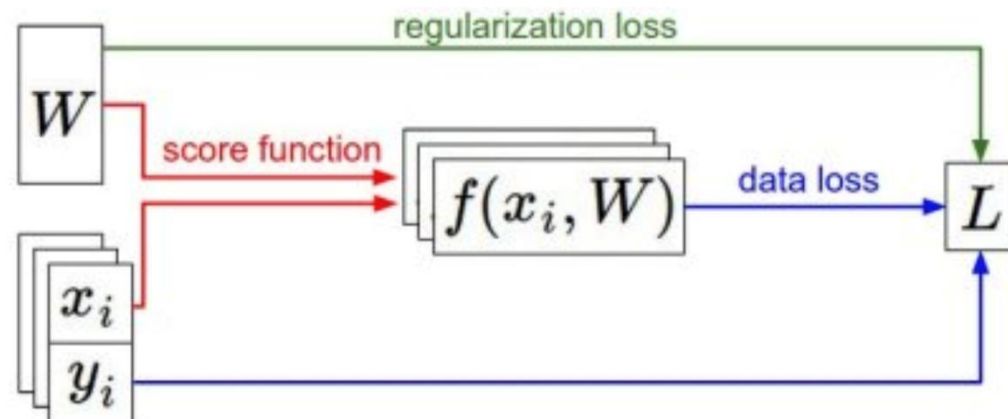 regularization loss
W
score function
f(x_i, W)
data loss
L
x_i
y_i